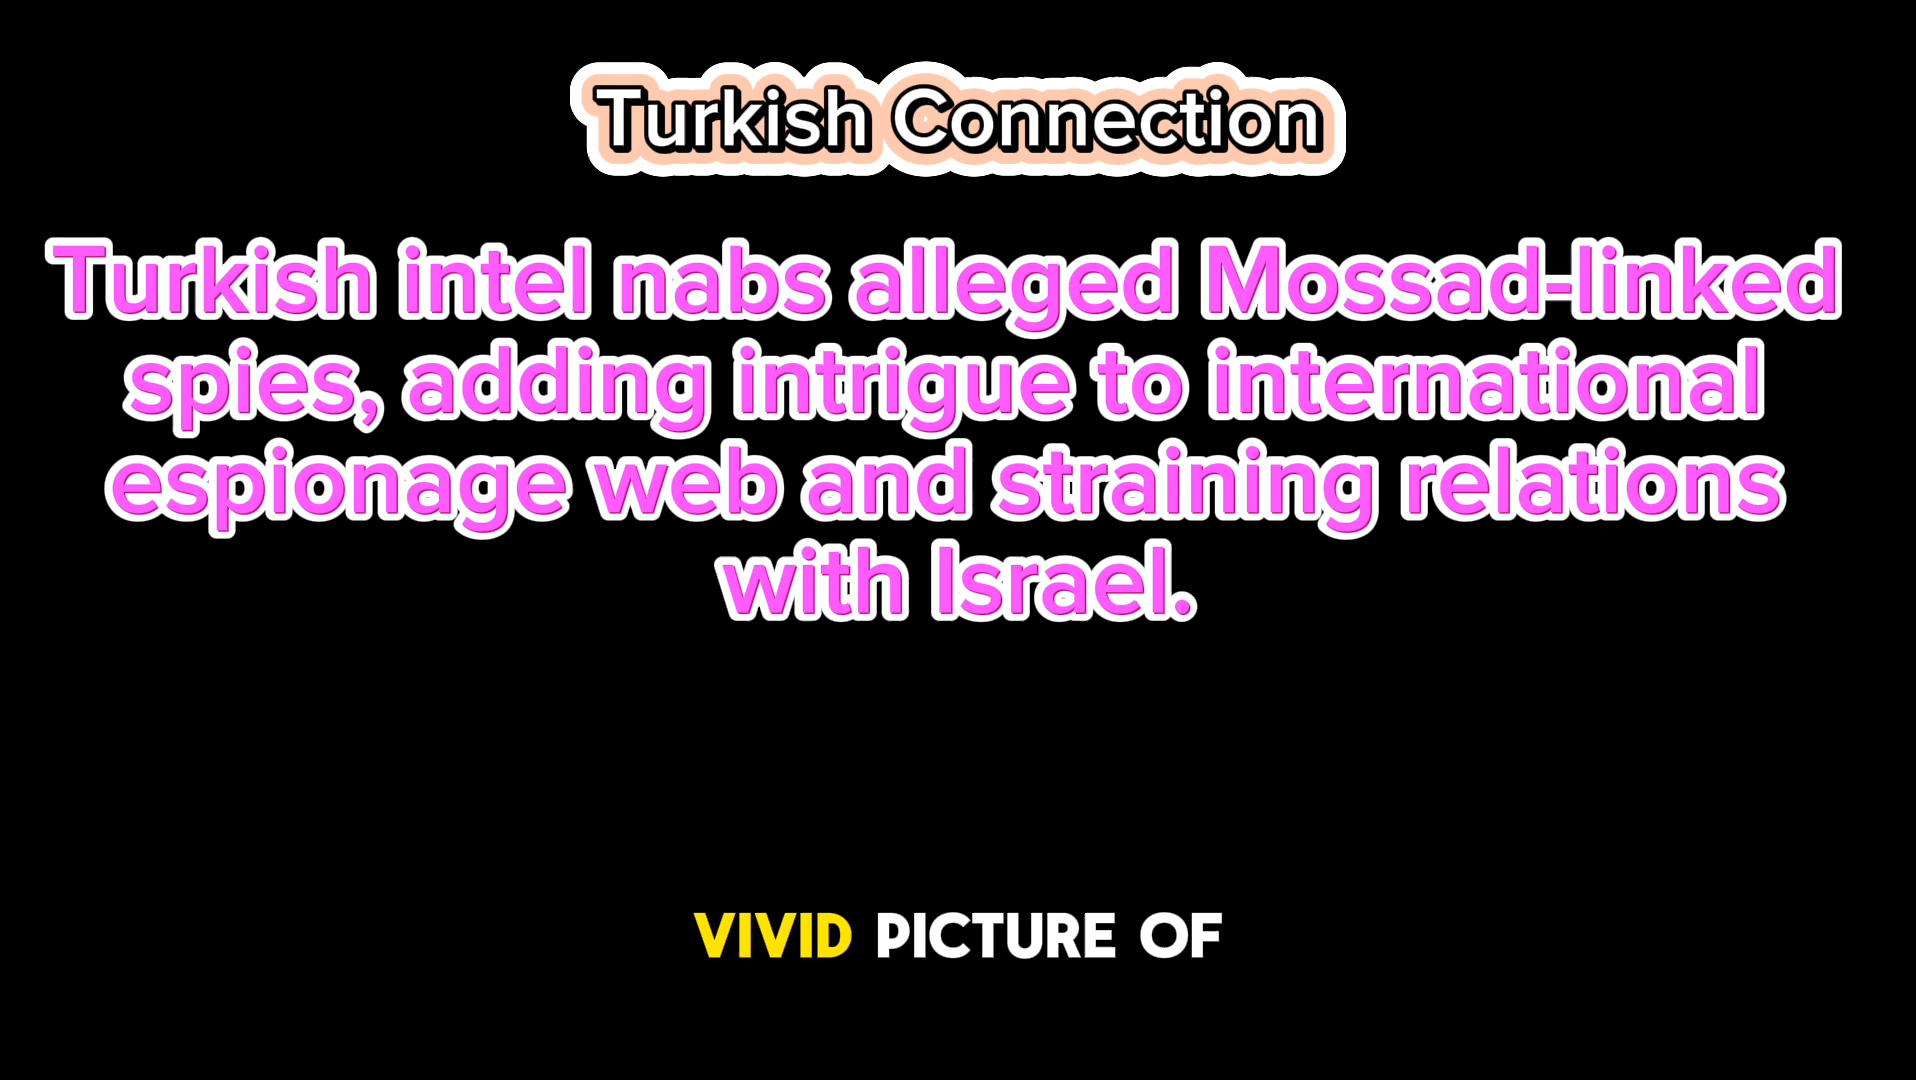 Turkish Connection
Turkish intel nabs alleged Mossad-linked
spies, adding intrigue to international
espionage web and straining relations
with Israel.
VIVID PICTURE OF